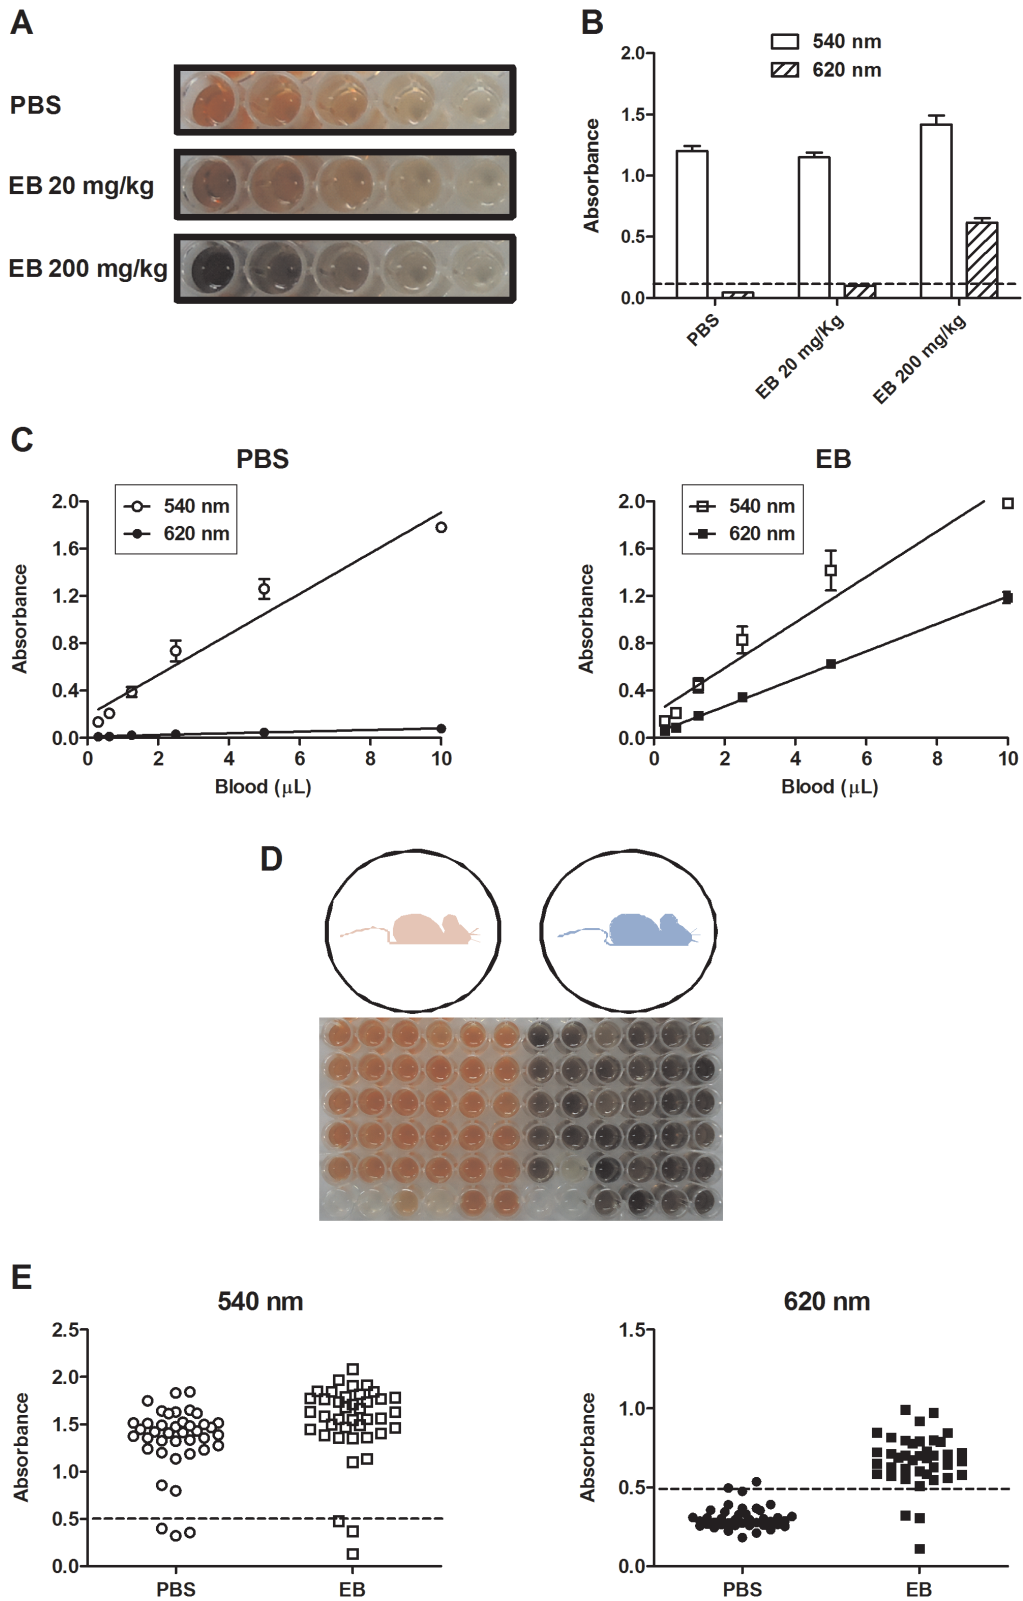 A
PBS
EB 20 mg/kg
EB 200 mg/kg
B
540 nm
620 nm
Absorbance
2.0
1.5
1.0
0.5
0.0
PBS
EB 20 mg/Kg
EB 200 mg/kg
C
PBS
540 nm
620 nm
Absorbance
2.0
1.6
1.2
0.8
0.4
0.0
0 2 4 6 8 10
Blood (μL)
EB
540 nm
620 nm
Absorbance
2.0
1.6
1.2
0.8
0.4
0.0
0 2 4 6 8 10
Blood (μL)
D
E
540 nm
Absorbance
2.5
2.0
1.5
1.0
0.5
0.0
PBS EB
620 nm
Absorbance
1.5
1.0
0.5
0.0
PBS EB